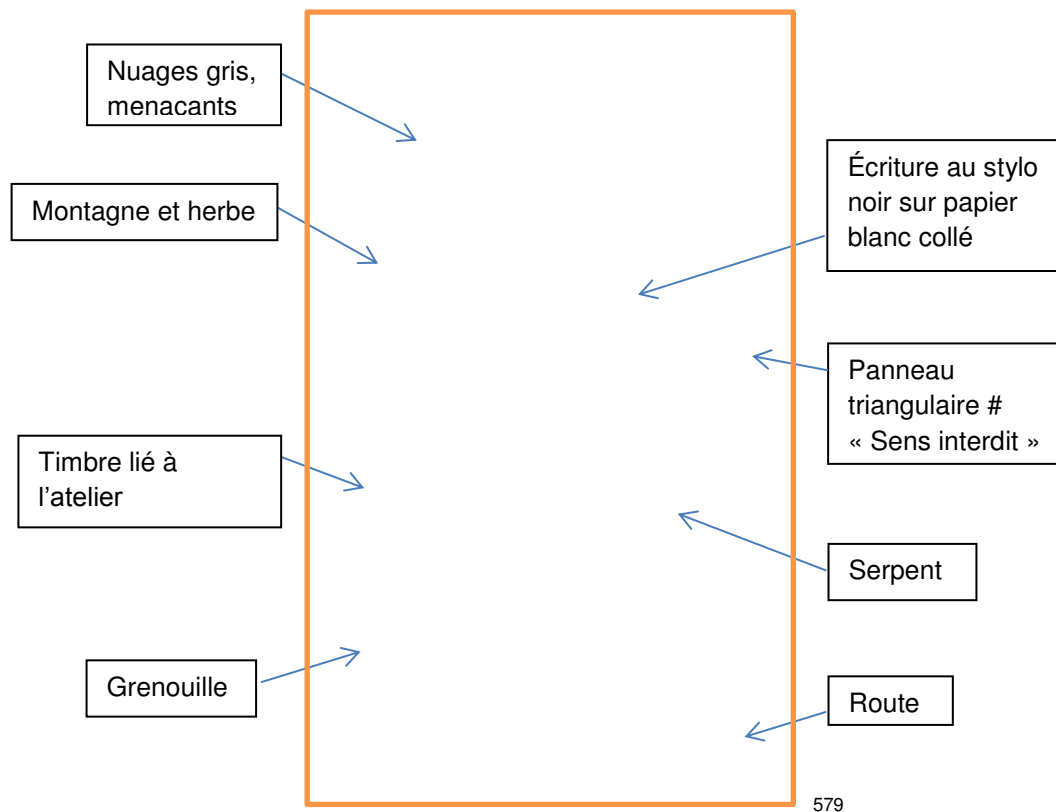 Nuages gris,
menacants
Montagne et herbe
Timbre lié à
l’atelier
Grenouille
Écriture au stylo
noir sur papier
blanc collé
Panneau
triangulaire #
« Sens interdit »
Serpent
Route
579